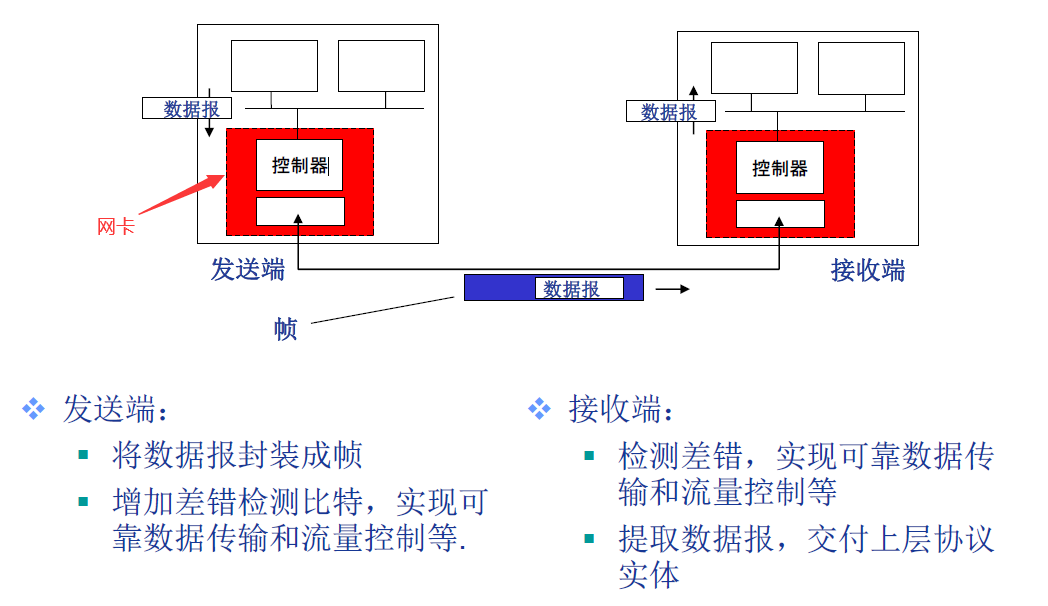 数据报
数据报
控制器
控制器
网卡
发送端
接收端
数据报
帧
发送端：
将数据报封装成帧
增加差错检测比特，实现可
靠数据传输和流量控制等.
接收端：
检测差错，实现可靠数据传
输和流量控制等
提取数据报，交付上层协议
实体